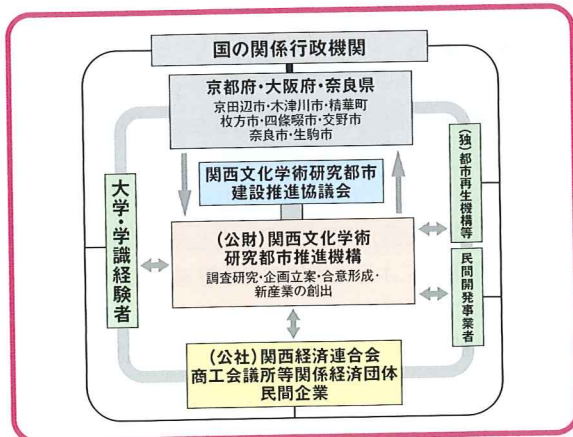 国の関係行政機関
京都府・大阪府・奈良県
京田辺市・木津川市・精華町
枚方市・四條畷市・交野市
奈良市・生駒市
関西文化学術研究都市
建設推進協議会
大学・学識経験者
(公財)関西文化学術
研究都市推進機構
調査研究・企画立案・合意形成・
新産業の創出
(独)都市再生機構等
民間開発事業者
(公社)関西経済連合会
商工会議所等関係経済団体
民間企業